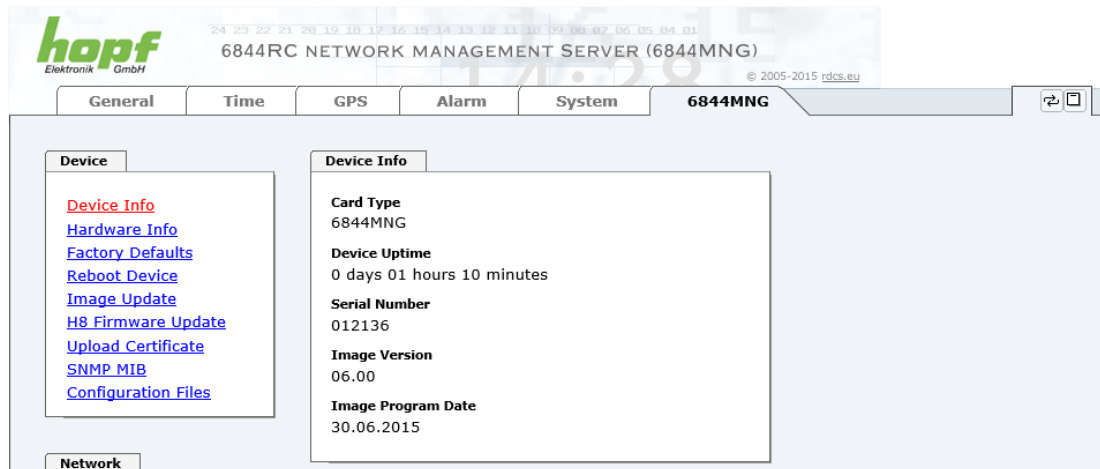 hopf
Elektronik GmbH
24 23 22 21 20 19 18 17 16 15 14 13 12 11 10 09 08 07 06 05 04 01
6844RC NETWORK MANAGEMENT SERVER (6844MNG)
14:28
© 2005-2015 rdcs.eu
General Time GPS Alarm System 6844MNG
Device
Device Info
Hardware Info
Factory Defaults
Reboot Device
Image Update
H8 Firmware Update
Upload Certificate
SNMP MIB
Configuration Files
Network
Device Info
Card Type
6844MNG
Device Uptime
0 days 01 hours 10 minutes
Serial Number
012136
Image Version
06.00
Image Program Date
30.06.2015